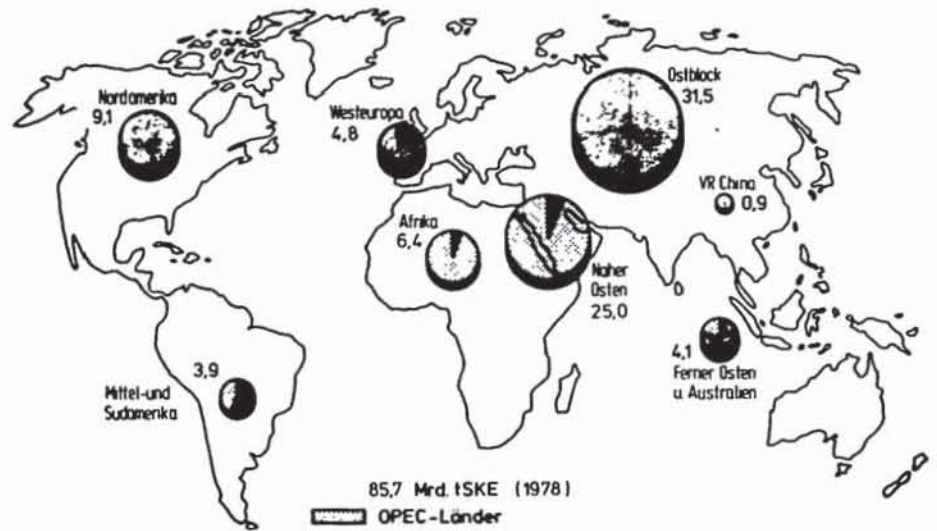 Nordamerika
9,1
Westeuropa
4,8
Ostblock
31,5
VR China
0,9
Afrika
6,4
Naher
Osten
25,0
3,9
Mittel-und
Sudamerika
4,1
Ferner Osten
u. Australien
85,7 Mrd. tSKE (1978)
OPEC-Länder